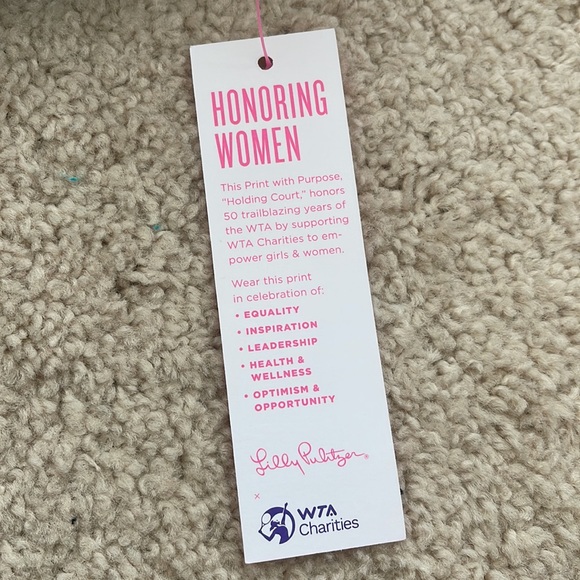 HONORING
WOMEN
This Print with Purpose,
"Holding Court," honors
50 trailblazing years of
the WTA by supporting
WTA Charities to em-
power girls & women.
Wear this print
in celebration of:
• EQUALITY
• INSPIRATION
• LEADERSHIP
• HEALTH &
WELLNESS
• OPTIMISM &
OPPORTUNITY
Lilly Pulitzer®
×
WTA
Charities